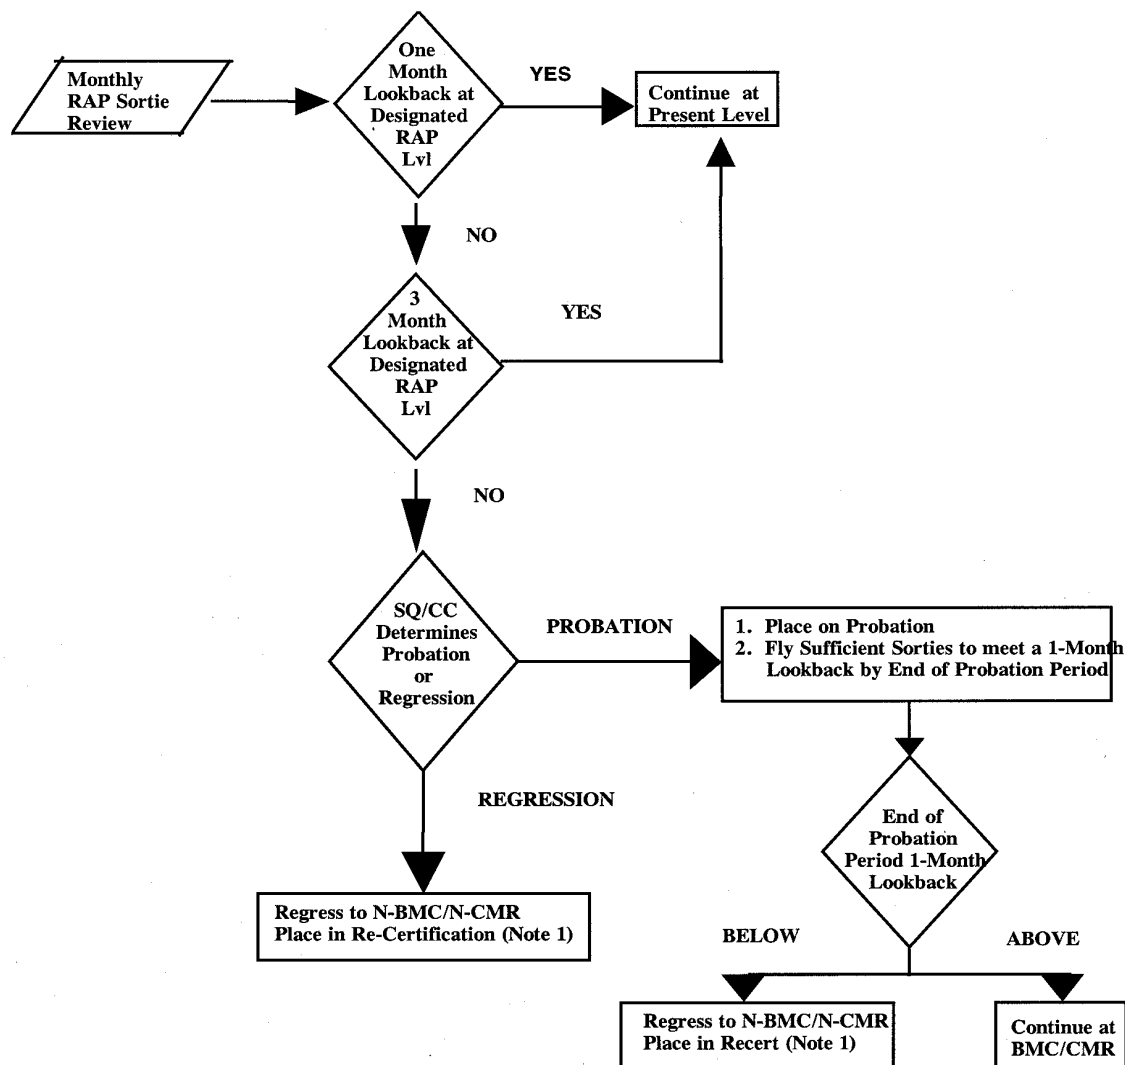 Monthly
RAP Sortie
Review
One
Month
Lookback at
Designated
RAP
Lvl
YES
Continue at
Present Level
NO
3
Month
Lookback at
Designated
RAP
Lvl
YES
NO
SQ/CC
Determines
Probation
or
Regression
PROBATION
1. Place on Probation
2. Fly Sufficient Sorties to meet a 1-Month
Lookback by End of Probation Period
REGRESSION
Regress to N-BMC/N-CMR
Place in Re-Certification (Note 1)
End of
Probation
Period 1-Month
Lookback
BELOW
ABOVE
Regress to N-BMC/N-CMR
Place in Recert (Note 1)
Continue at
BMC/CMR